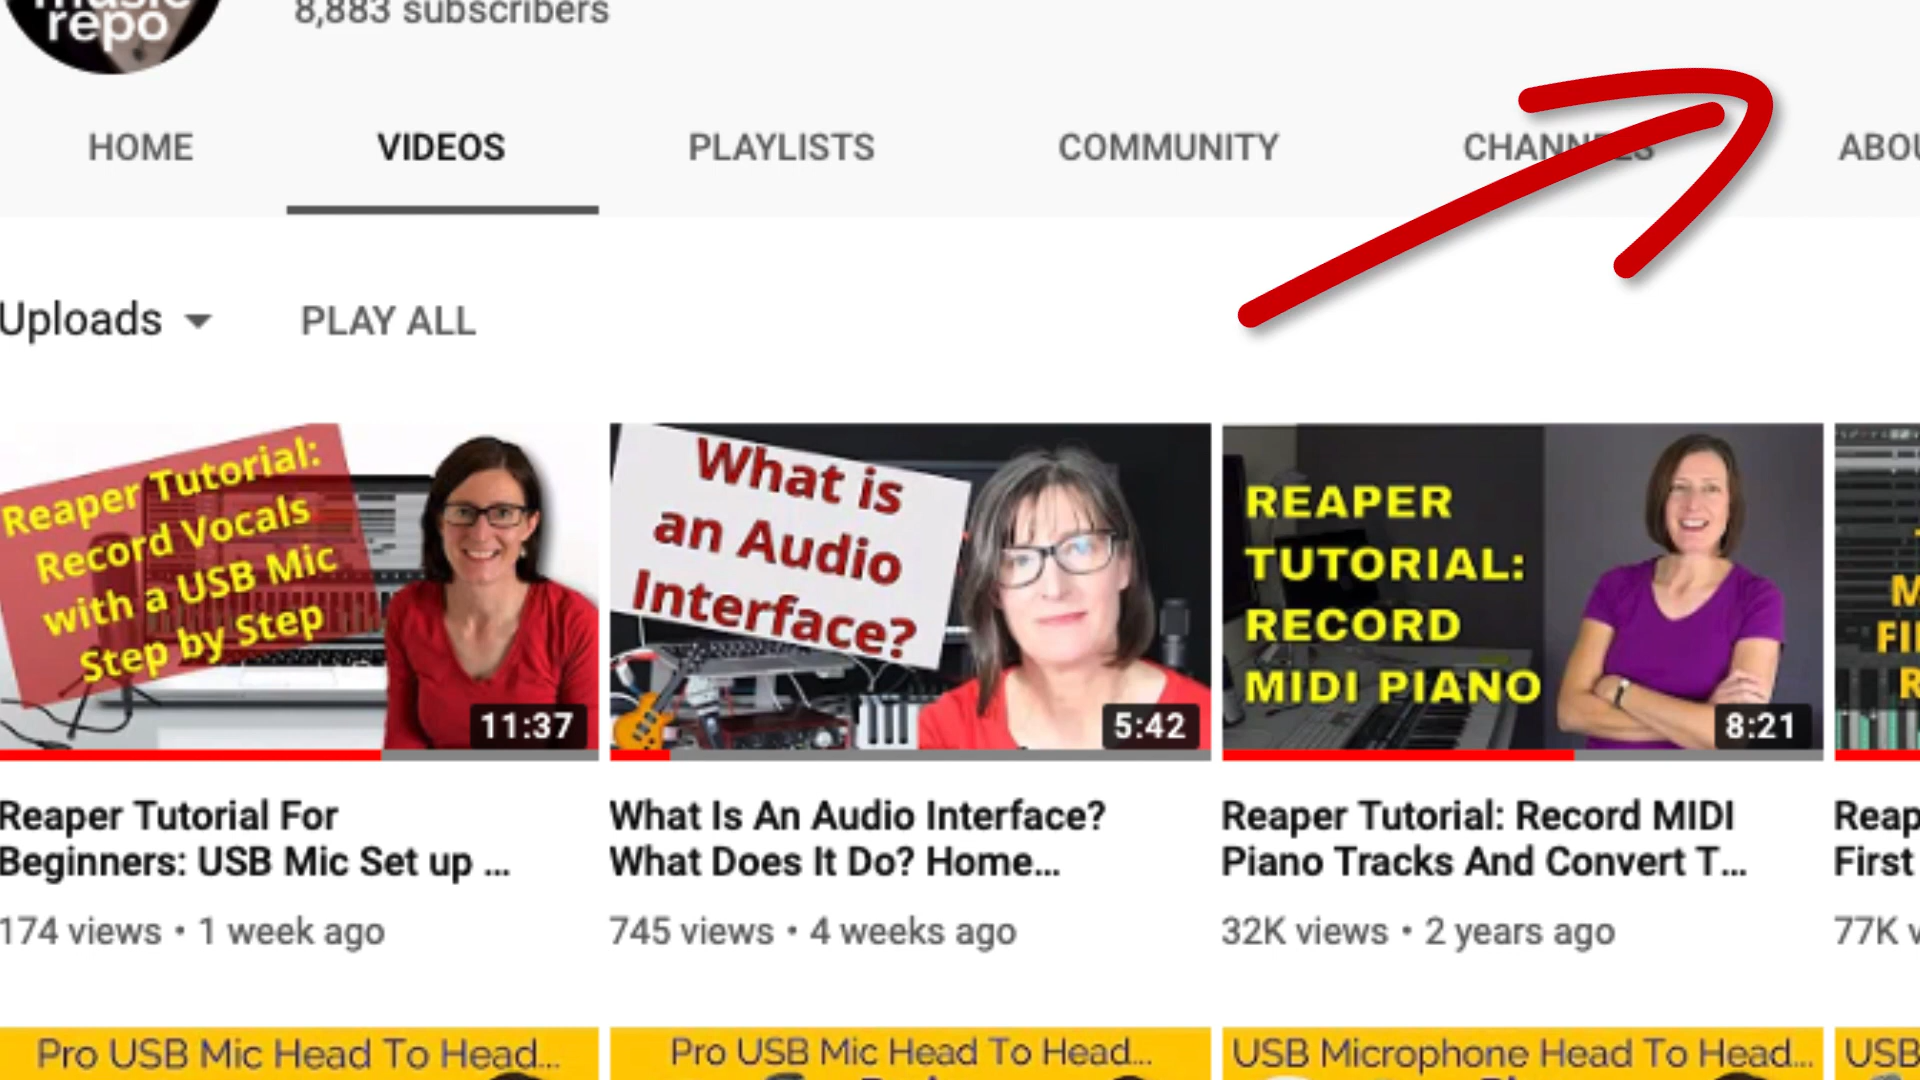 music
repo
8,883 subscribers
HOME
VIDEOS
PLAYLISTS
COMMUNITY
CHANNELS
ABOU
Uploads
PLAY ALL
Reaper Tutorial:
Record Vocals
with a USB Mic
Step by Step
11:37
What is
an Audio
Interface?
5:42
REAPER
TUTORIAL:
RECORD
MIDI PIANO
8:21
M
FI
R
Reaper Tutorial For
Beginners: USB Mic Set up ...
174 views • 1 week ago
What Is An Audio Interface?
What Does It Do? Home...
745 views • 4 weeks ago
Reaper Tutorial: Record MIDI
Piano Tracks And Convert T...
32K views • 2 years ago
Reap
First
77K v
Pro USB Mic Head To Head...
Pro USB Mic Head To Head...
USB Microphone Head To Head...
USB